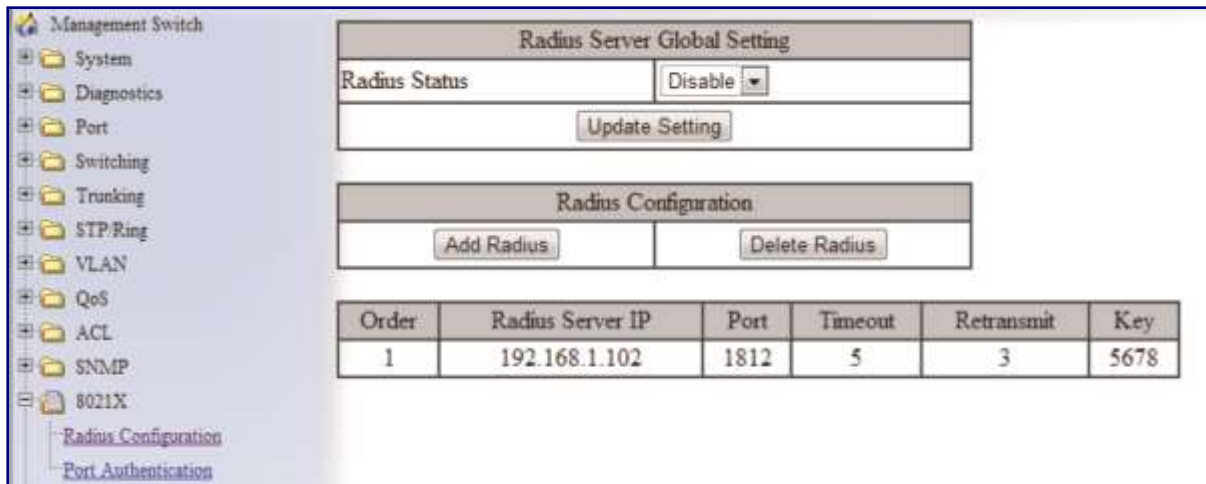 Management Switch
System
Diagnostics
Port
Switching
Trunking
STP/Ring
VLAN
QoS
ACL
SNMP
8021X
Radius Configuration
Port Authentication
Radius Server Global Setting
Radius Status Disable
Update Setting
Radius Configuration
Add Radius Delete Radius
Order Radius Server IP Port Timeout Retransmit Key
1 192.168.1.102 1812 5 3 5678